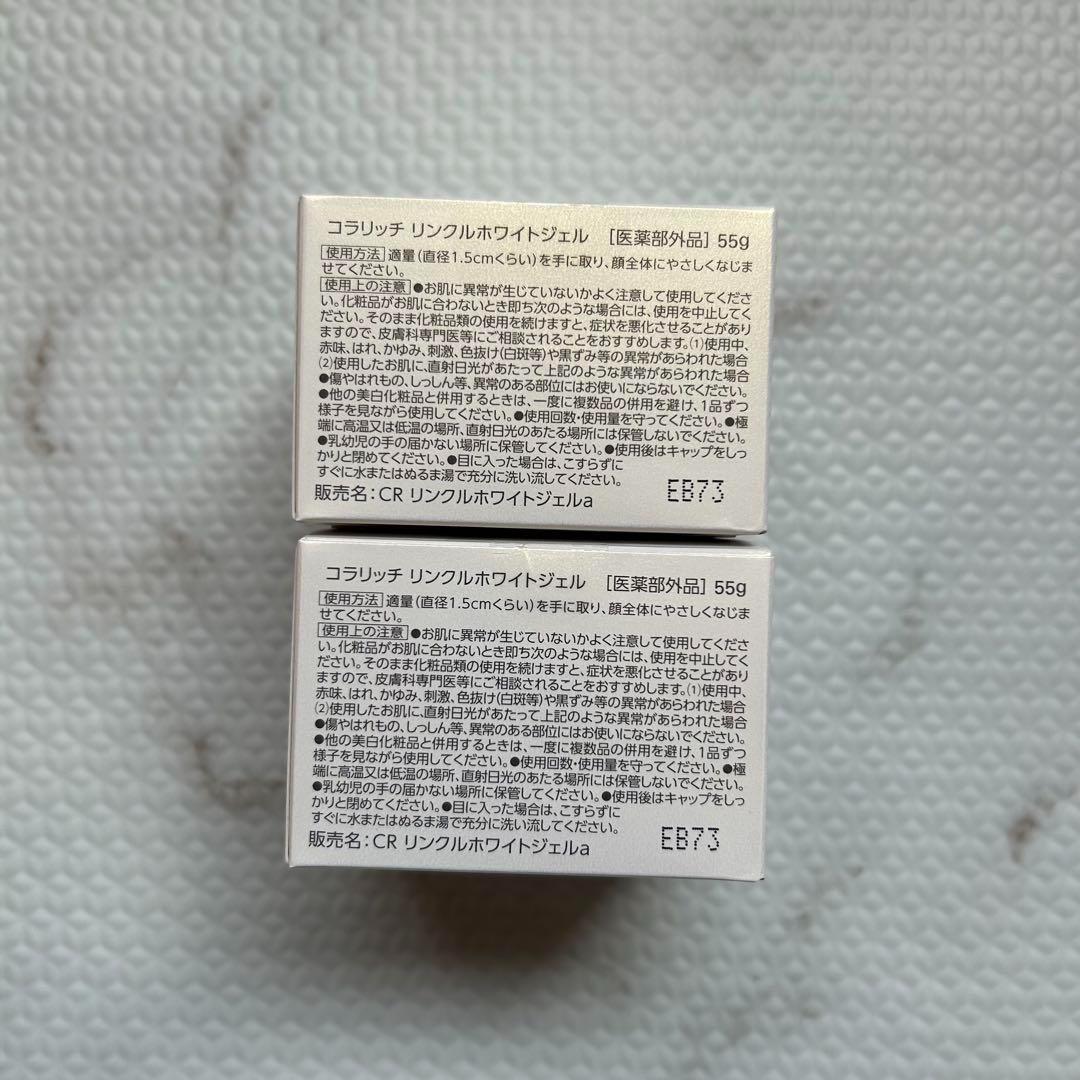 コラリッチ リンクルホワイトジェル [医薬部外品] 55g
使用方法 適量(直径1.5cmくらい)を手に取り、顔全体にやさしくなじま
せてください。
使用上の注意 ●お肌に異常が生じていないかよく注意して使用してくださ
い。化粧品がお肌に合わないとき即ち次のような場合には、使用を中止してく
ださい。そのまま化粧品類の使用を続けますと、症状を悪化させることがあり
ますので、皮膚科専門医等にご相談されることをおすすめします。(1)使用中、
赤味、はれ、かゆみ、刺激、色抜け(白斑等)や黒ずみ等の異常があらわれた場合
(2)使用したお肌に、直射日光があたって上記のような異常があらわれた場合
●傷やはれもの、しっしん等、異常のある部位にはお使いにならないでください。
●他の美白化粧品と併用するときは、一度に複数品の併用を避け、1品ずつ
様子を見ながら使用してください。●使用回数・使用量を守ってください。●極
端に高温又は低温の場所、直射日光のあたる場所には保管しないでください。
●乳幼児の手の届かない場所に保管してください。●使用後はキャップをしっ
かりと閉めてください。●目に入った場合は、こすらずに
すぐに水またはぬるま湯で充分に洗い流してください。
販売名：CR リンクルホワイトジェルa
EB73
コラリッチ リンクルホワイトジェル [医薬部外品] 55g
使用方法 適量(直径1.5cmくらい)を手に取り、顔全体にやさしくなじま
せてください。
使用上の注意 ●お肌に異常が生じていないかよく注意して使用してくださ
い。化粧品がお肌に合わないとき即ち次のような場合には、使用を中止してく
ださい。そのまま化粧品類の使用を続けますと、症状を悪化させることがあり
ますので、皮膚科専門医等にご相談されることをおすすめします。(1)使用中、
赤味、はれ、かゆみ、刺激、色抜け(白斑等)や黒ずみ等の異常があらわれた場合
(2)使用したお肌に、直射日光があたって上記のような異常があらわれた場合
●傷やはれもの、しっしん等、異常のある部位にはお使いにならないでください。
●他の美白化粧品と併用するときは、一度に複数品の併用を避け、1品ずつ
様子を見ながら使用してください。●使用回数・使用量を守ってください。●極
端に高温又は低温の場所、直射日光のあたる場所には保管しないでください。
●乳幼児の手の届かない場所に保管してください。●使用後はキャップをしっ
かりと閉めてください。●目に入った場合は、こすらずに
すぐに水またはぬるま湯で充分に洗い流してください。
販売名：CR リンクルホワイトジェルa
EB73